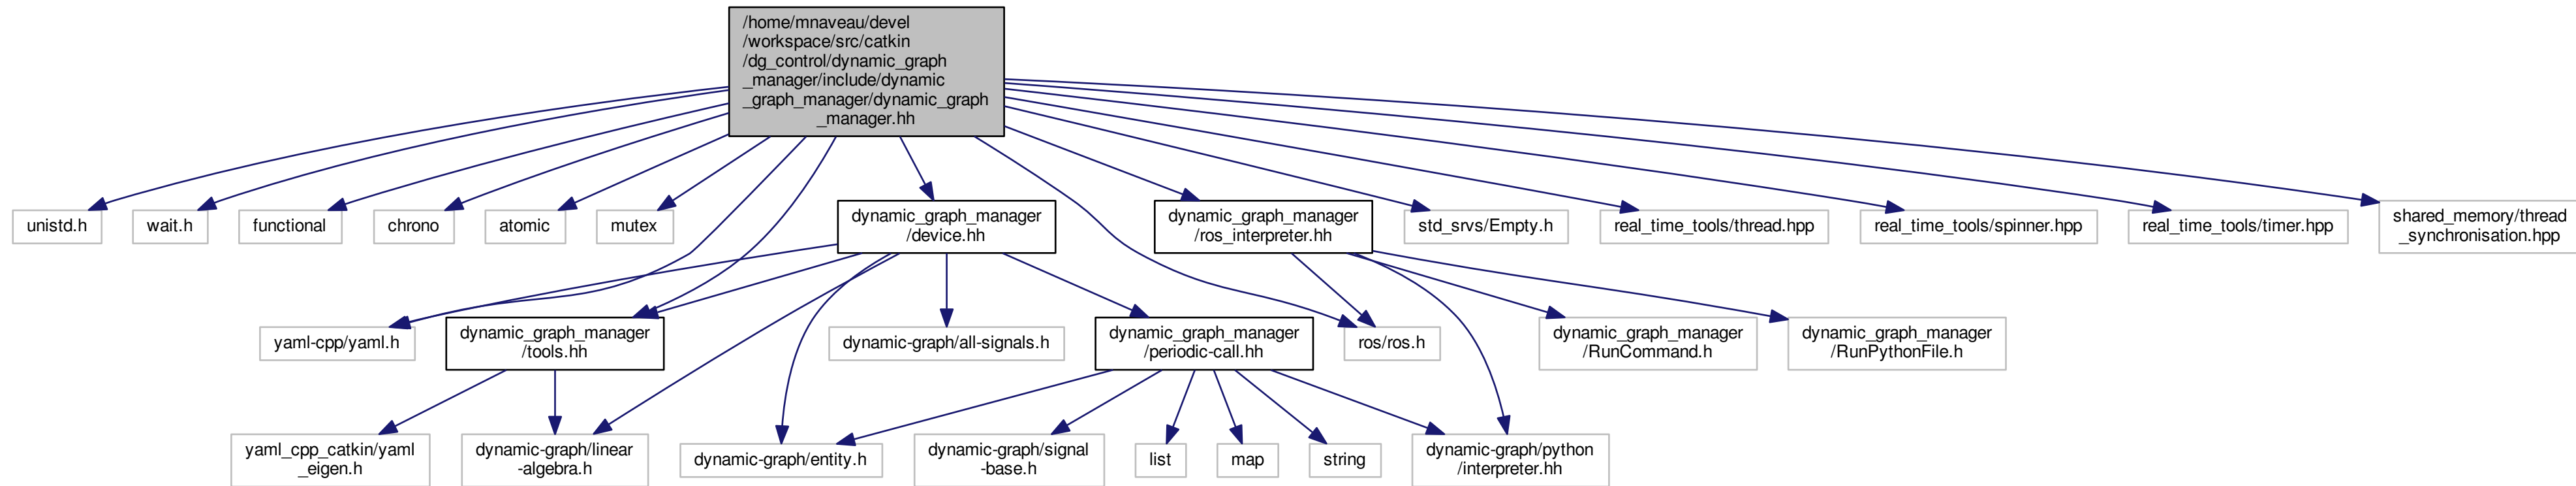 /home/mnaveau/devel
/workspace/src/catkin
/dg_control/dynamic_graph
_manager/include/dynamic
_graph_manager/dynamic_graph
_manager.hh
unistd.h
wait.h
functional
chrono
atomic
mutex
dynamic_graph_manager
/device.hh
dynamic_graph_manager
/ros_interpreter.hh
std_srvs/Empty.h
real_time_tools/thread.hpp
real_time_tools/spinner.hpp
real_time_tools/timer.hpp
shared_memory/thread
_synchronisation.hpp
yaml-cpp/yaml.h
dynamic_graph_manager
/tools.hh
dynamic-graph/all-signals.h
dynamic_graph_manager
/periodic-call.hh
ros/ros.h
dynamic_graph_manager
/RunCommand.h
dynamic_graph_manager
/RunPythonFile.h
yaml_cpp_catkin/yaml
_eigen.h
dynamic-graph/linear
-algebra.h
dynamic-graph/entity.h
dynamic-graph/signal
-base.h
list
map
string
dynamic-graph/python
/interpreter.hh